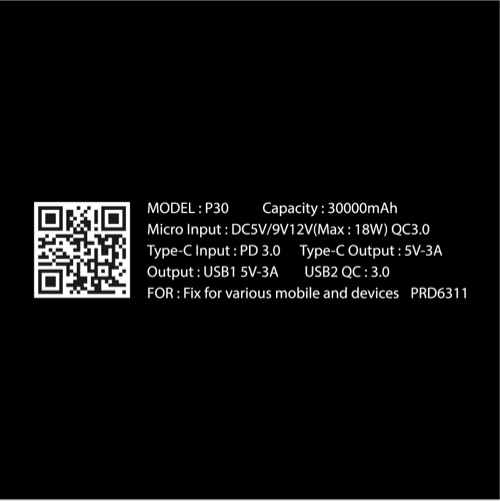 MODEL : P30 Capacity : 30000mAh
Micro Input : DC5V/9V12V(Max : 18W) QC3.0
Type-C Input : PD 3.0 Type-C Output : 5V-3A
Output : USB1 5V-3A USB2 QC : 3.0
FOR : Fix for various mobile and devices PRD6311